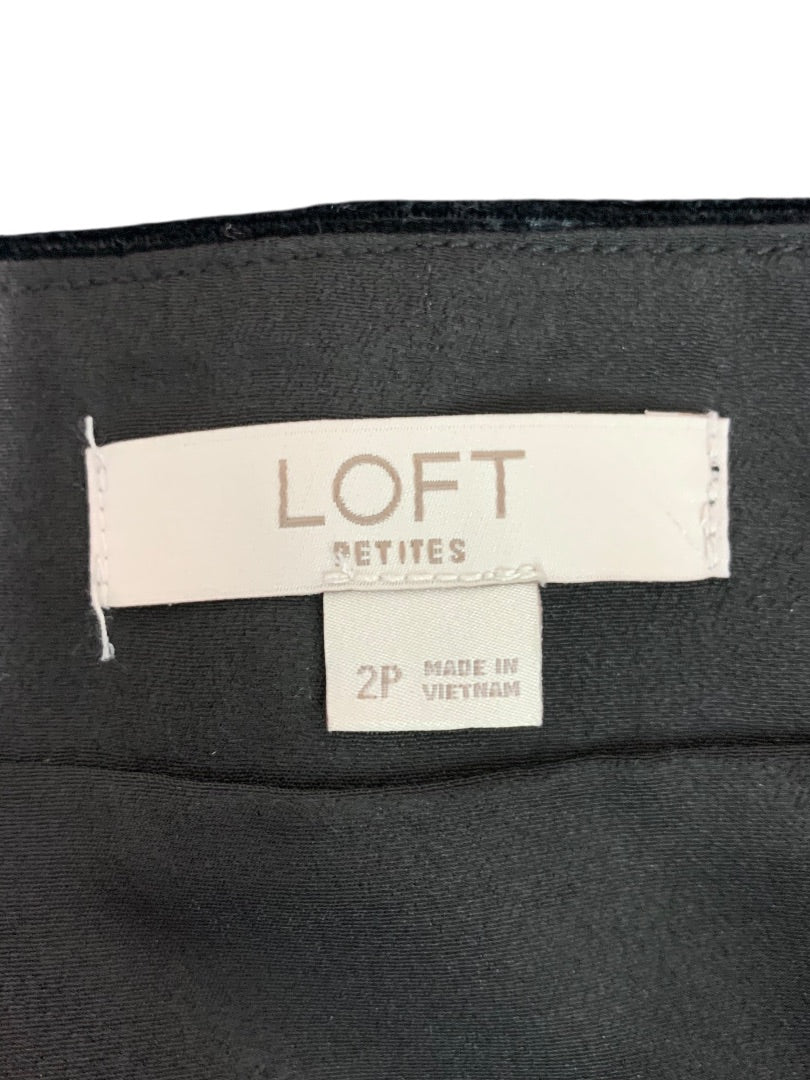 LOFT
PETITES
2P MADE IN
VIETNAM